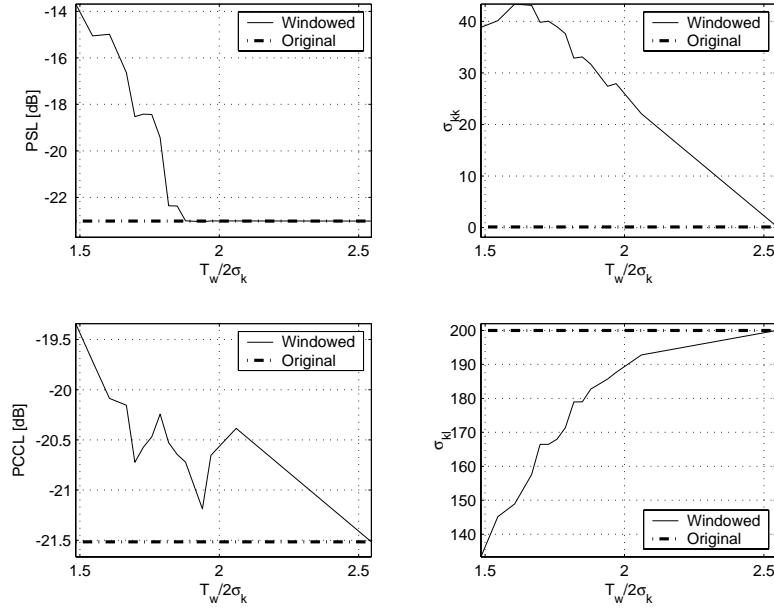 -14
-16
-18
-20
-22
PSL [dB]
Windowed
Original
1.5 2 2.5
T_w/2σ_k
40
30
20
10
0
σ_kk
Windowed
Original
1.5 2 2.5
T_w/2σ_k
-19.5
-20
-20.5
-21
-21.5
PCCL [dB]
Windowed
Original
1.5 2 2.5
T_w/2σ_k
200
190
180
170
160
150
140
σ_kl
Windowed
Original
1.5 2 2.5
T_w/2σ_k